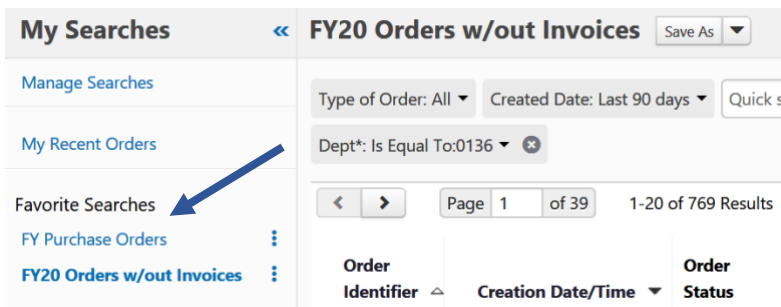 My Searches «
Manage Searches
My Recent Orders
Favorite Searches
FY Purchase Orders
FY20 Orders w/out Invoices
FY20 Orders w/out Invoices Save As
Type of Order: All Created Date: Last 90 days Quick s
Dept*: Is Equal To:0136
Page 1 of 39 1-20 of 769 Results
Order Identifier Creation Date/Time Order Status